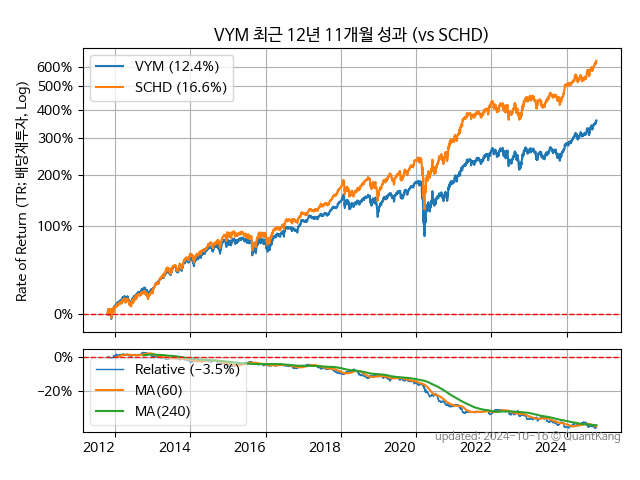 VYM 최근 12년 11개월 성과 (vs SCHD)
Rate of Return (TR: 배당재투자, Log)
600%
500%
400%
300%
200%
100%
0%
VYM (12.4%)
SCHD (16.6%)
0%
−20%
Relative (−3.5%)
MA(60)
MA(240)
updated: 2024-10-16 © QuantKang
2012
2014
2016
2018
2020
2022
2024